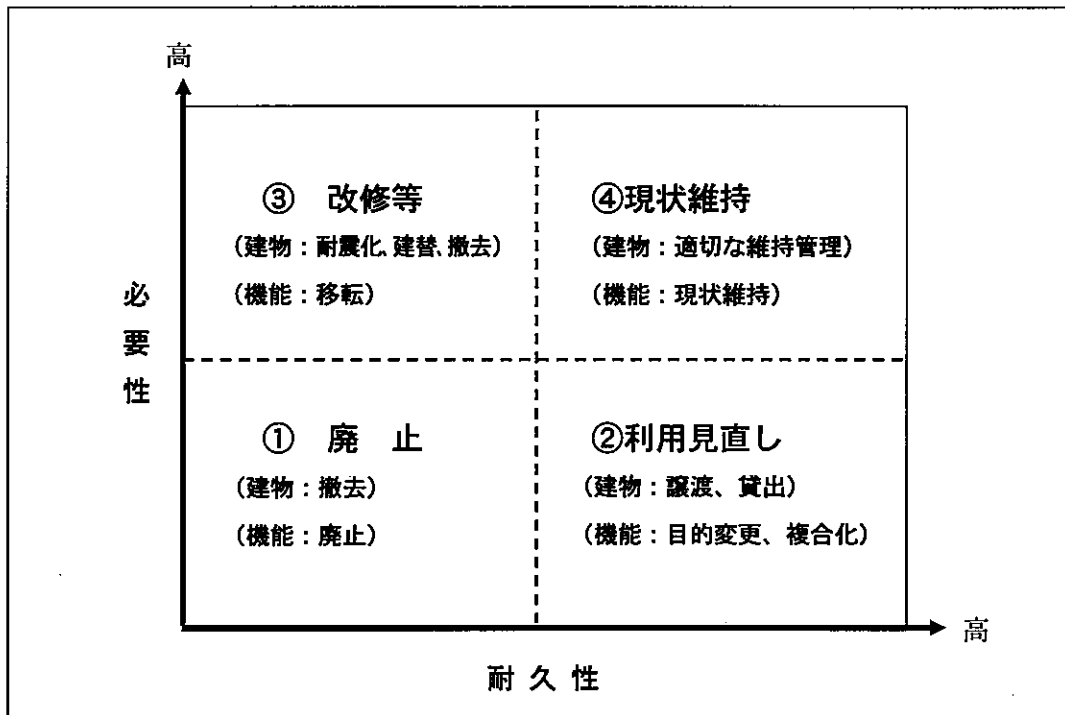 高
③ 改修等
(建物：耐震化、建替、撤去)
(機能：移転)
④現状維持
(建物：適切な維持管理)
(機能：現状維持)
必要性
① 廃 止
(建物：撤去)
(機能：廃止)
②利用見直し
(建物：譲渡、貸出)
(機能：目的変更、複合化)
高
耐久性